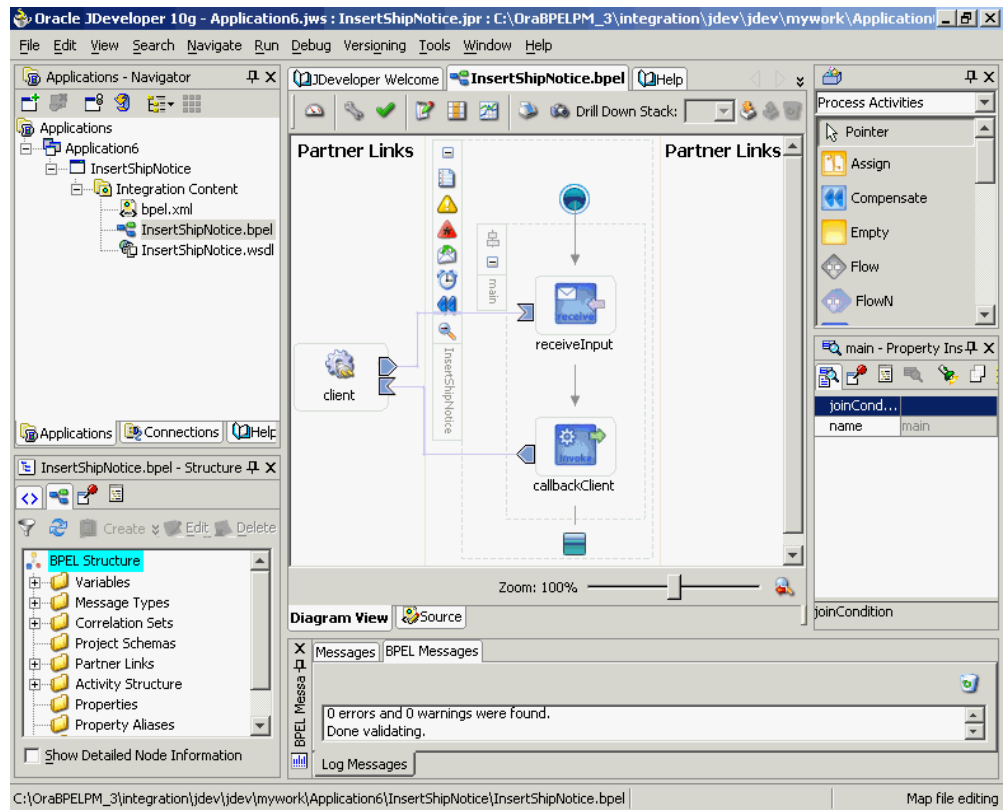 Oracle JDeveloper 10g - Application6.jws : InsertShipNotice.jpr : C:\OraBPELPM_3\integration\jdev\jdev\mywork\Application
File Edit View Search Navigate Run Debug Versioning Tools Window Help
Applications - Navigator
Applications
Application6
InsertShipNotice
Integration Content
bpel.xml
InsertShipNotice.bpel
InsertShipNotice.wsdl
Applications Connections Help
InsertShipNotice.bpel - Structure
Create Edit Delete
BPEL Structure
Variables
Message Types
Correlation Sets
Project Schemas
Partner Links
Activity Structure
Properties
Property Aliases
Show Detailed Node Information
JDeveloper Welcome InsertShipNotice.bpel Help
Drill Down Stack:
Partner Links
Partner Links
main
receive
receiveInput
InsertShipNotice
client
invoke
callbackClient
Zoom: 100%
Diagram View Source
Messages BPEL Messages
BPEL Messa
0 errors and 0 warnings were found.
Done validating.
Log Messages
Process Activities
Pointer
Assign
Compensate
Empty
Flow
FlowN
main - Property Ins
joinCond...
name main
joinCondition
C:\OraBPELPM_3\integration\jdev\jdev\mywork\Application6\InsertShipNotice\InsertShipNotice.bpel
Map file editing